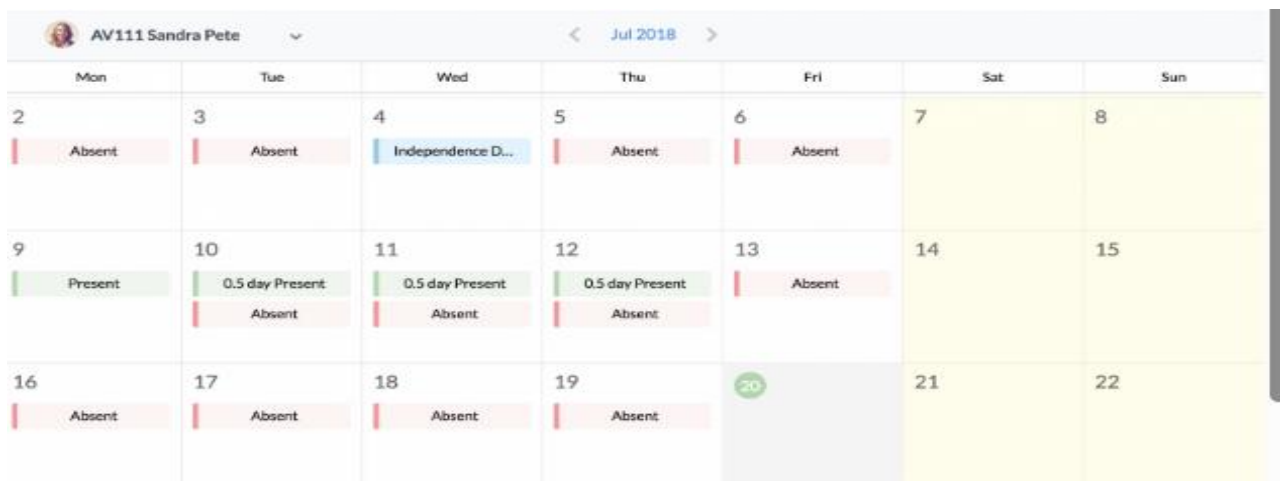 AV111 Sandra Pete
Jul 2018
Mon Tue Wed Thu Fri Sat Sun
2 3 4 5 6 7 8
Absent Absent Independence D... Absent Absent
9 10 11 12 13 14 15
Present 0.5 day Present 0.5 day Present 0.5 day Present Absent
Absent Absent Absent
16 17 18 19 20 21 22
Absent Absent Absent Absent